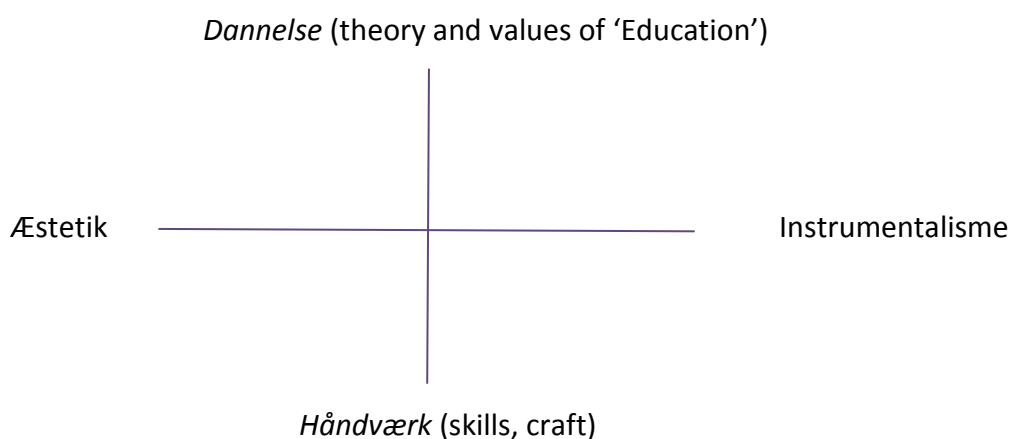 Dannelse (theory and values of ‘Education’)
Æstetik
Instrumentalisme
Håndværk (skills, craft)